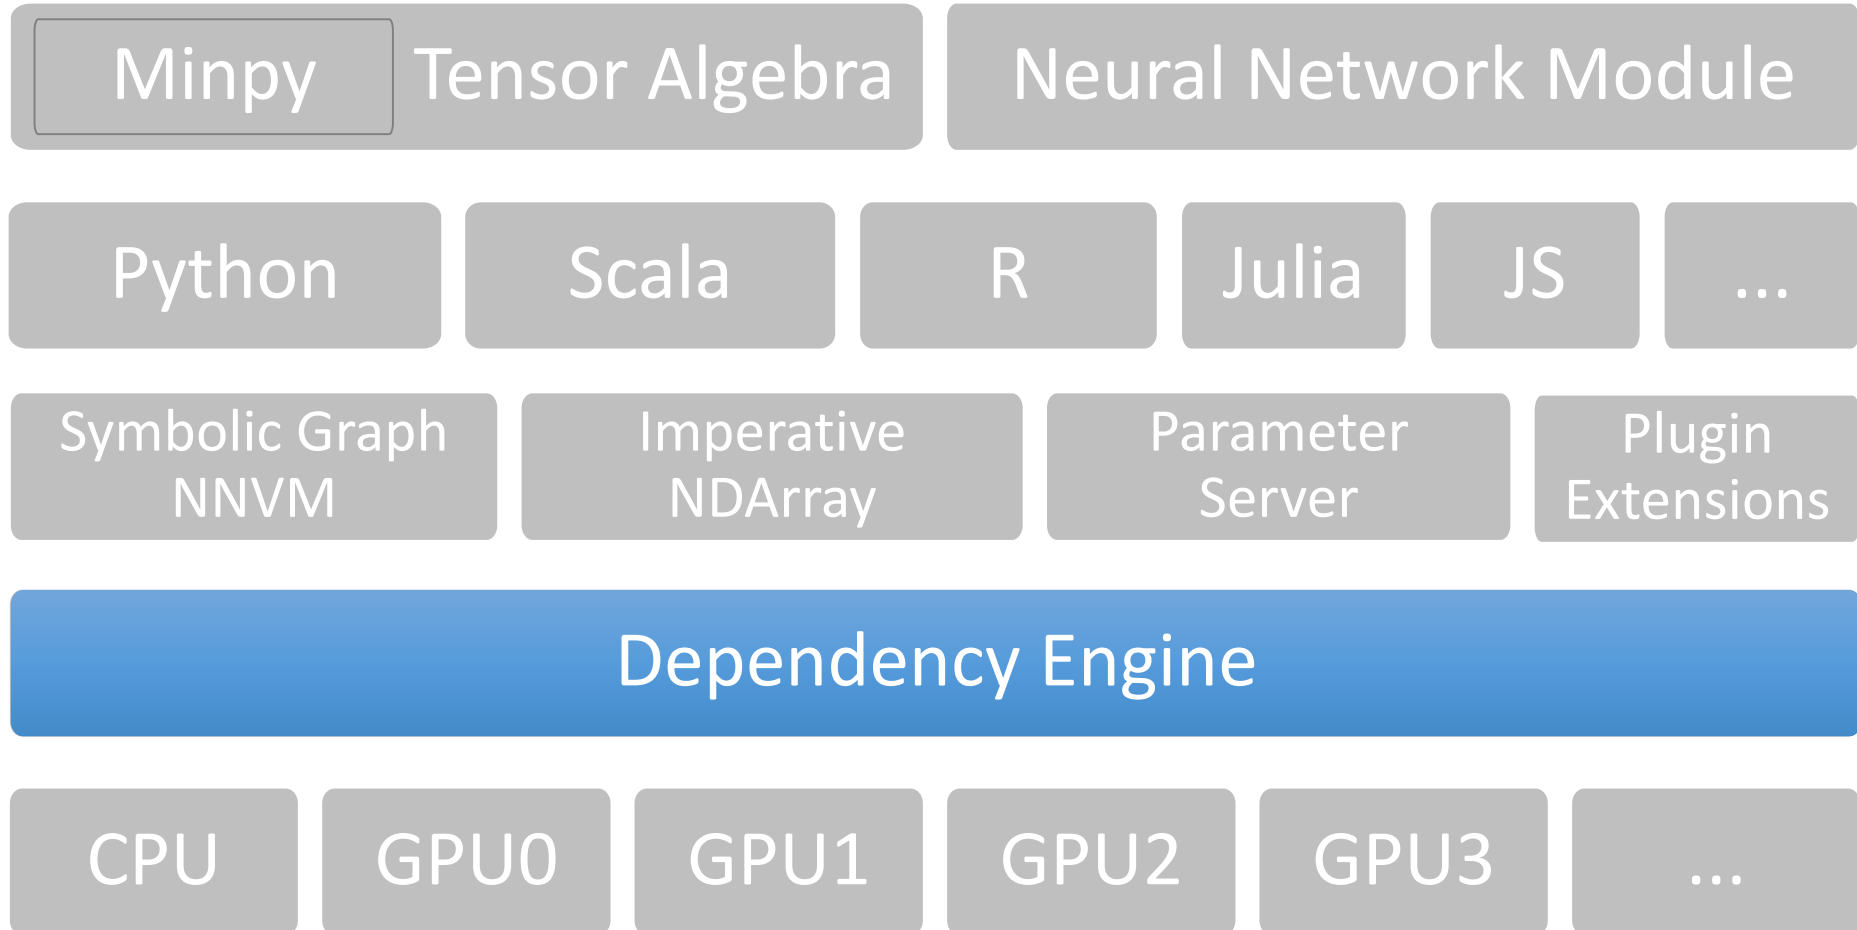 Minpy Tensor Algebra Neural Network Module
Python Scala R Julia JS ...
Symbolic Graph Imperative Parameter Plugin
NNVM NDArray Server Extensions
Dependency Engine
CPU GPU0 GPU1 GPU2 GPU3 ...